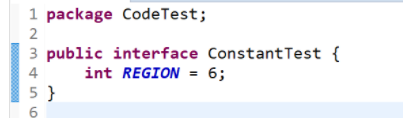 1 package CodeTest;
2
3 public interface ConstantTest {
4     int REGION = 6;
5 }
6